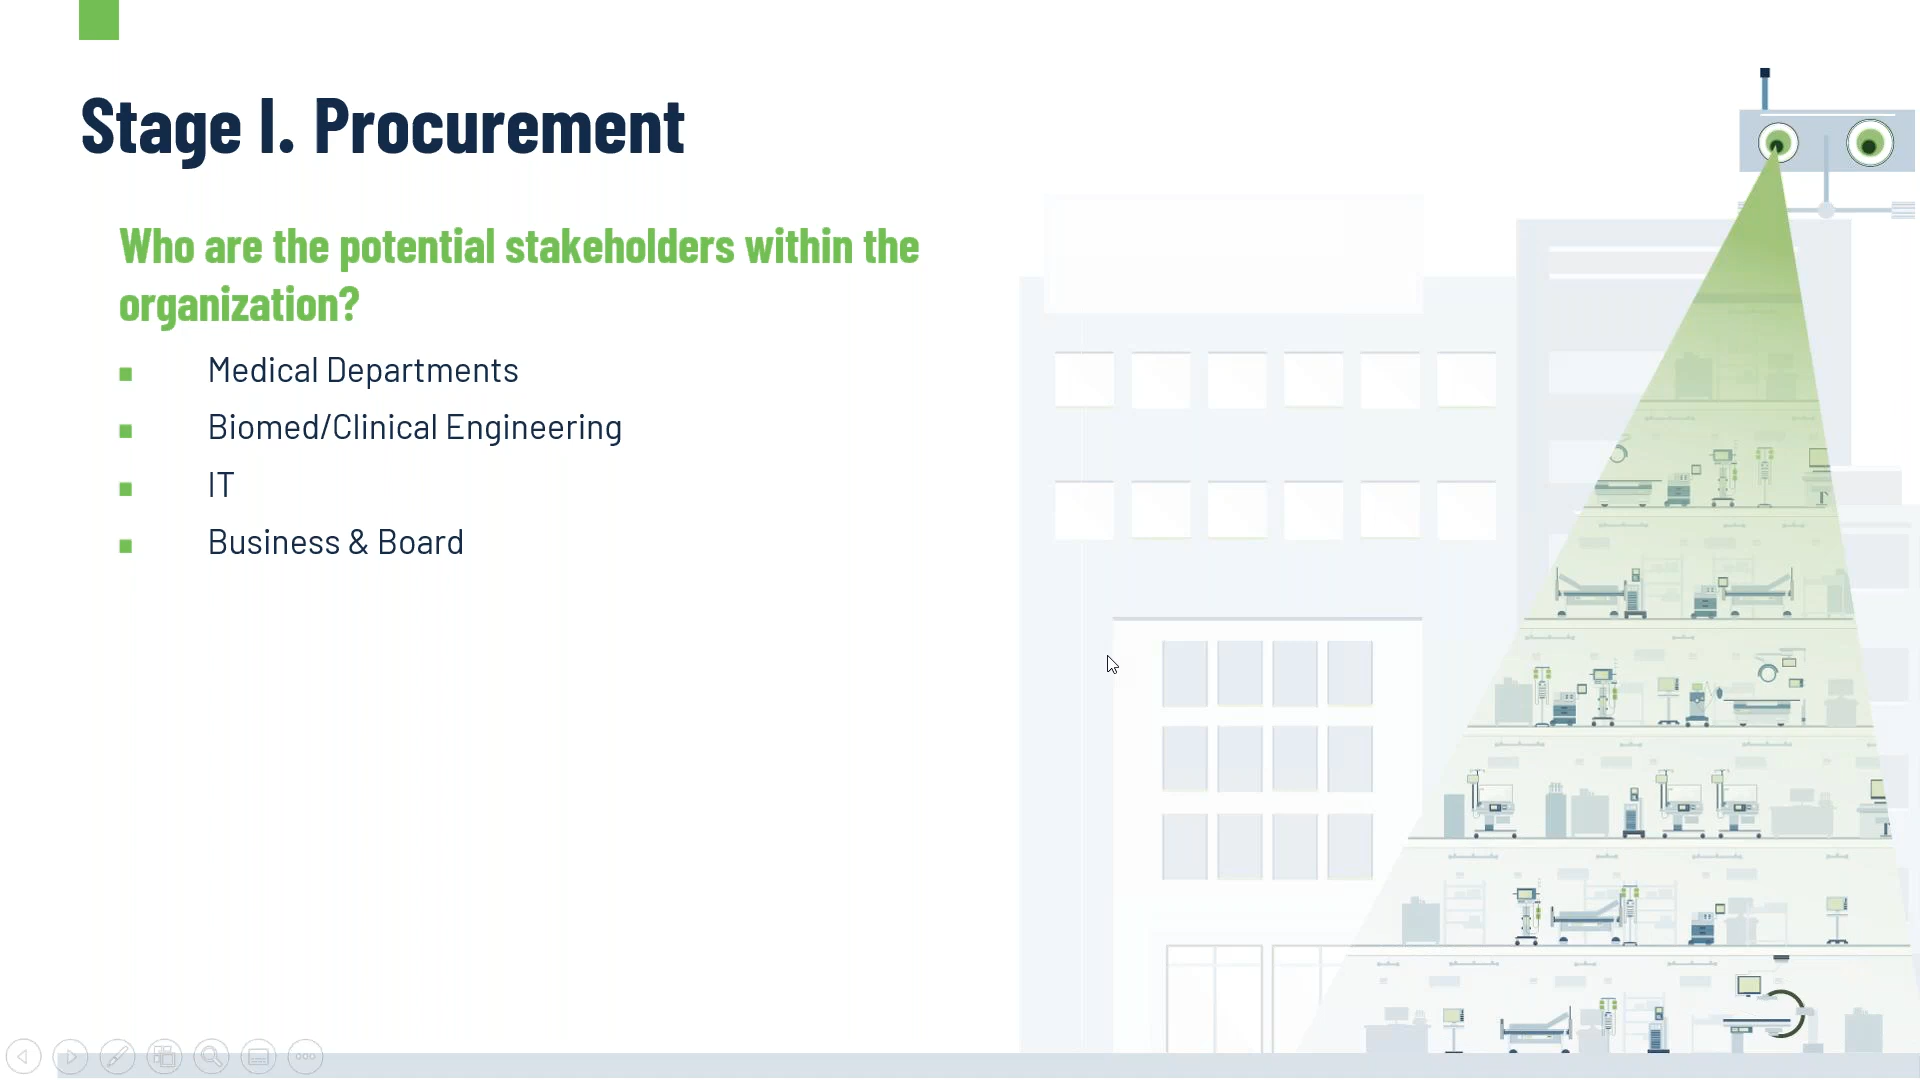 Stage I. Procurement
Who are the potential stakeholders within the
organization?
Medical Departments
Biomed/Clinical Engineering
IT
Business & Board